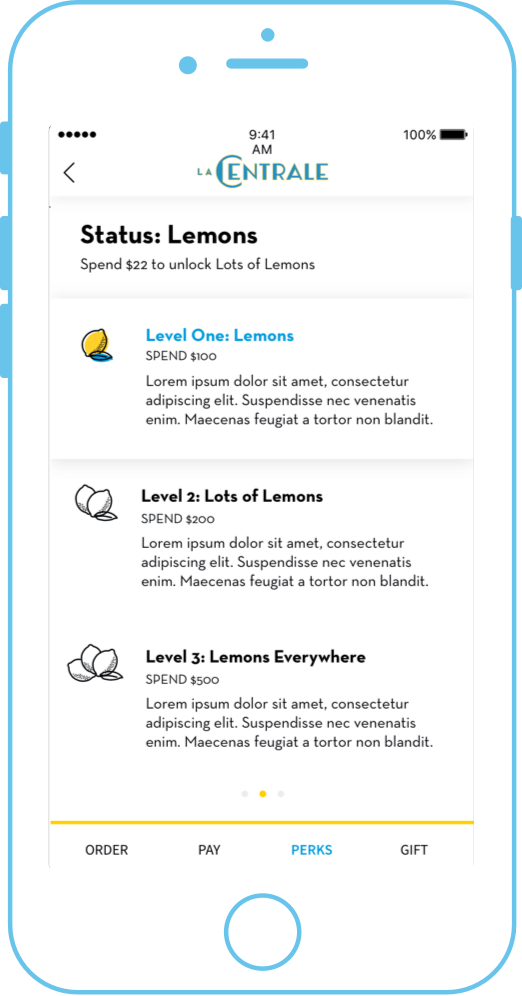 9:41
AM
100%
LA CENTRALE
Status: Lemons
Spend $22 to unlock Lots of Lemons
Level One: Lemons
SPEND $100
Lorem ipsum dolor sit amet, consectetur
adipiscing elit. Suspendisse nec venenatis
enim. Maecenas feugiat a tortor non blandit.
Level 2: Lots of Lemons
SPEND $200
Lorem ipsum dolor sit amet, consectetur
adipiscing elit. Suspendisse nec venenatis
enim. Maecenas feugiat a tortor non blandit.
Level 3: Lemons Everywhere
SPEND $500
Lorem ipsum dolor sit amet, consectetur
adipiscing elit. Suspendisse nec venenatis
enim. Maecenas feugiat a tortor non blandit.
ORDER PAY PERKS GIFT